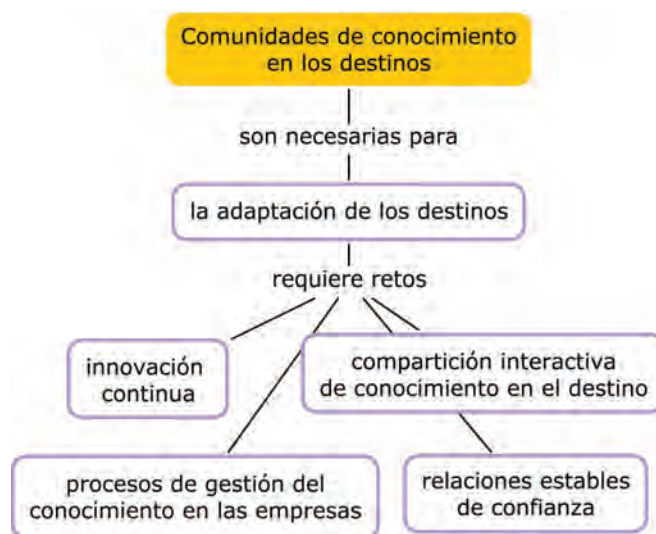 Comunidades de conocimiento
en los destinos
son necesarias para
la adaptación de los destinos
requiere retos
innovación
continua
compartición interactiva
de conocimiento en el destino
procesos de gestión del
conocimiento en las empresas
relaciones estables
de confianza